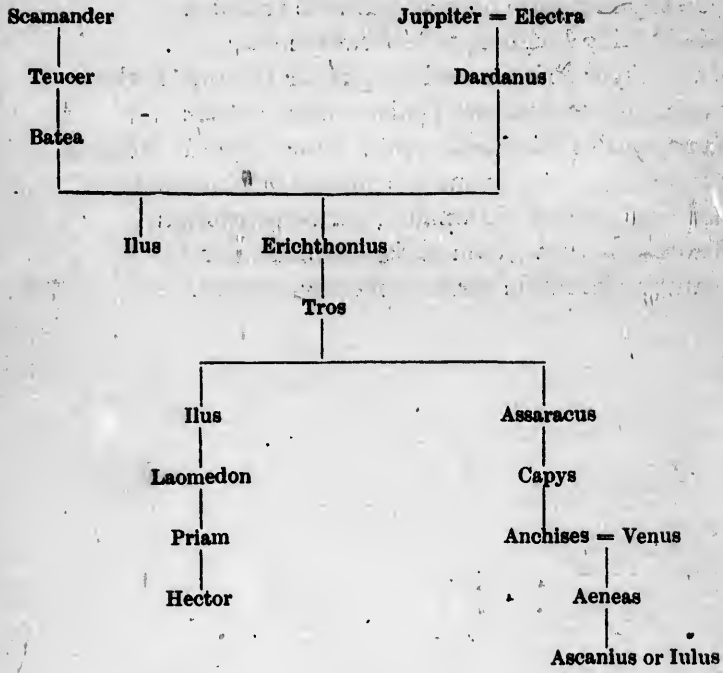 Scamander Juppiter = Electra
Teucer Dardanus
Batea
Ilus Erichthonius
Tros
Ilus Assaracus
Laomedon Capys
Priam Anchises = Venus
Hector Aeneas
Ascanius or Iulus